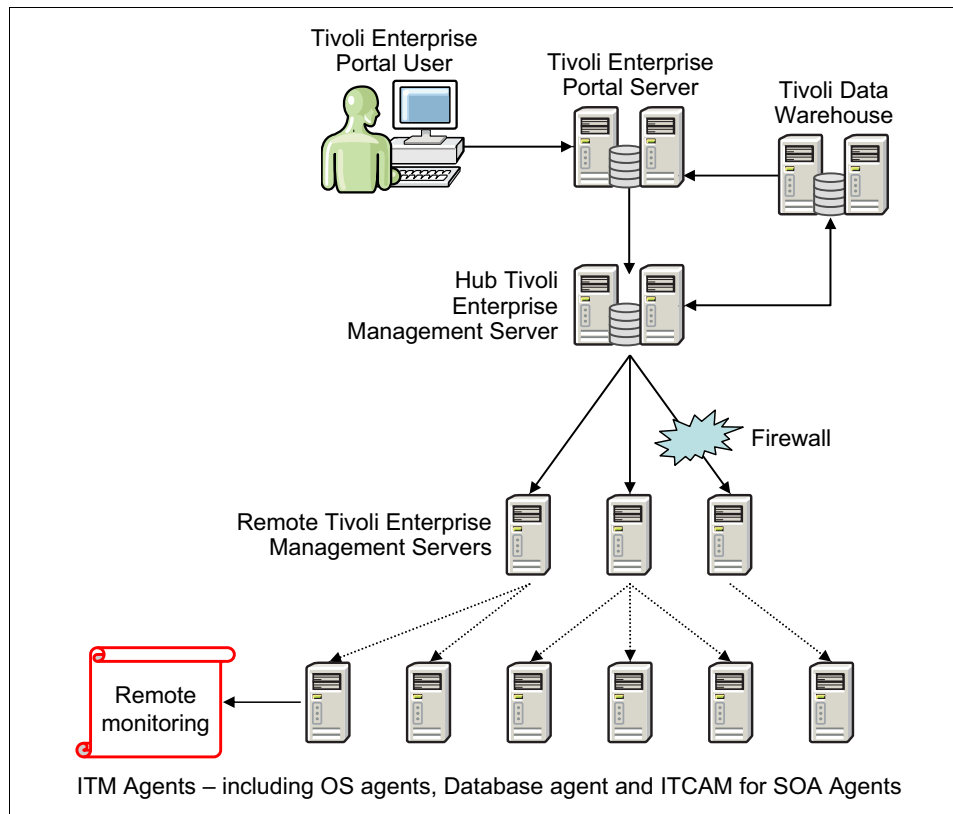 Tivoli Enterprise
Portal User
Tivoli Enterprise
Portal Server
Tivoli Data
Warehouse
Hub Tivoli
Enterprise
Management Server
Firewall
Remote Tivoli Enterprise
Management Servers
Remote
monitoring
ITM Agents – including OS agents, Database agent and ITCAM for SOA Agents